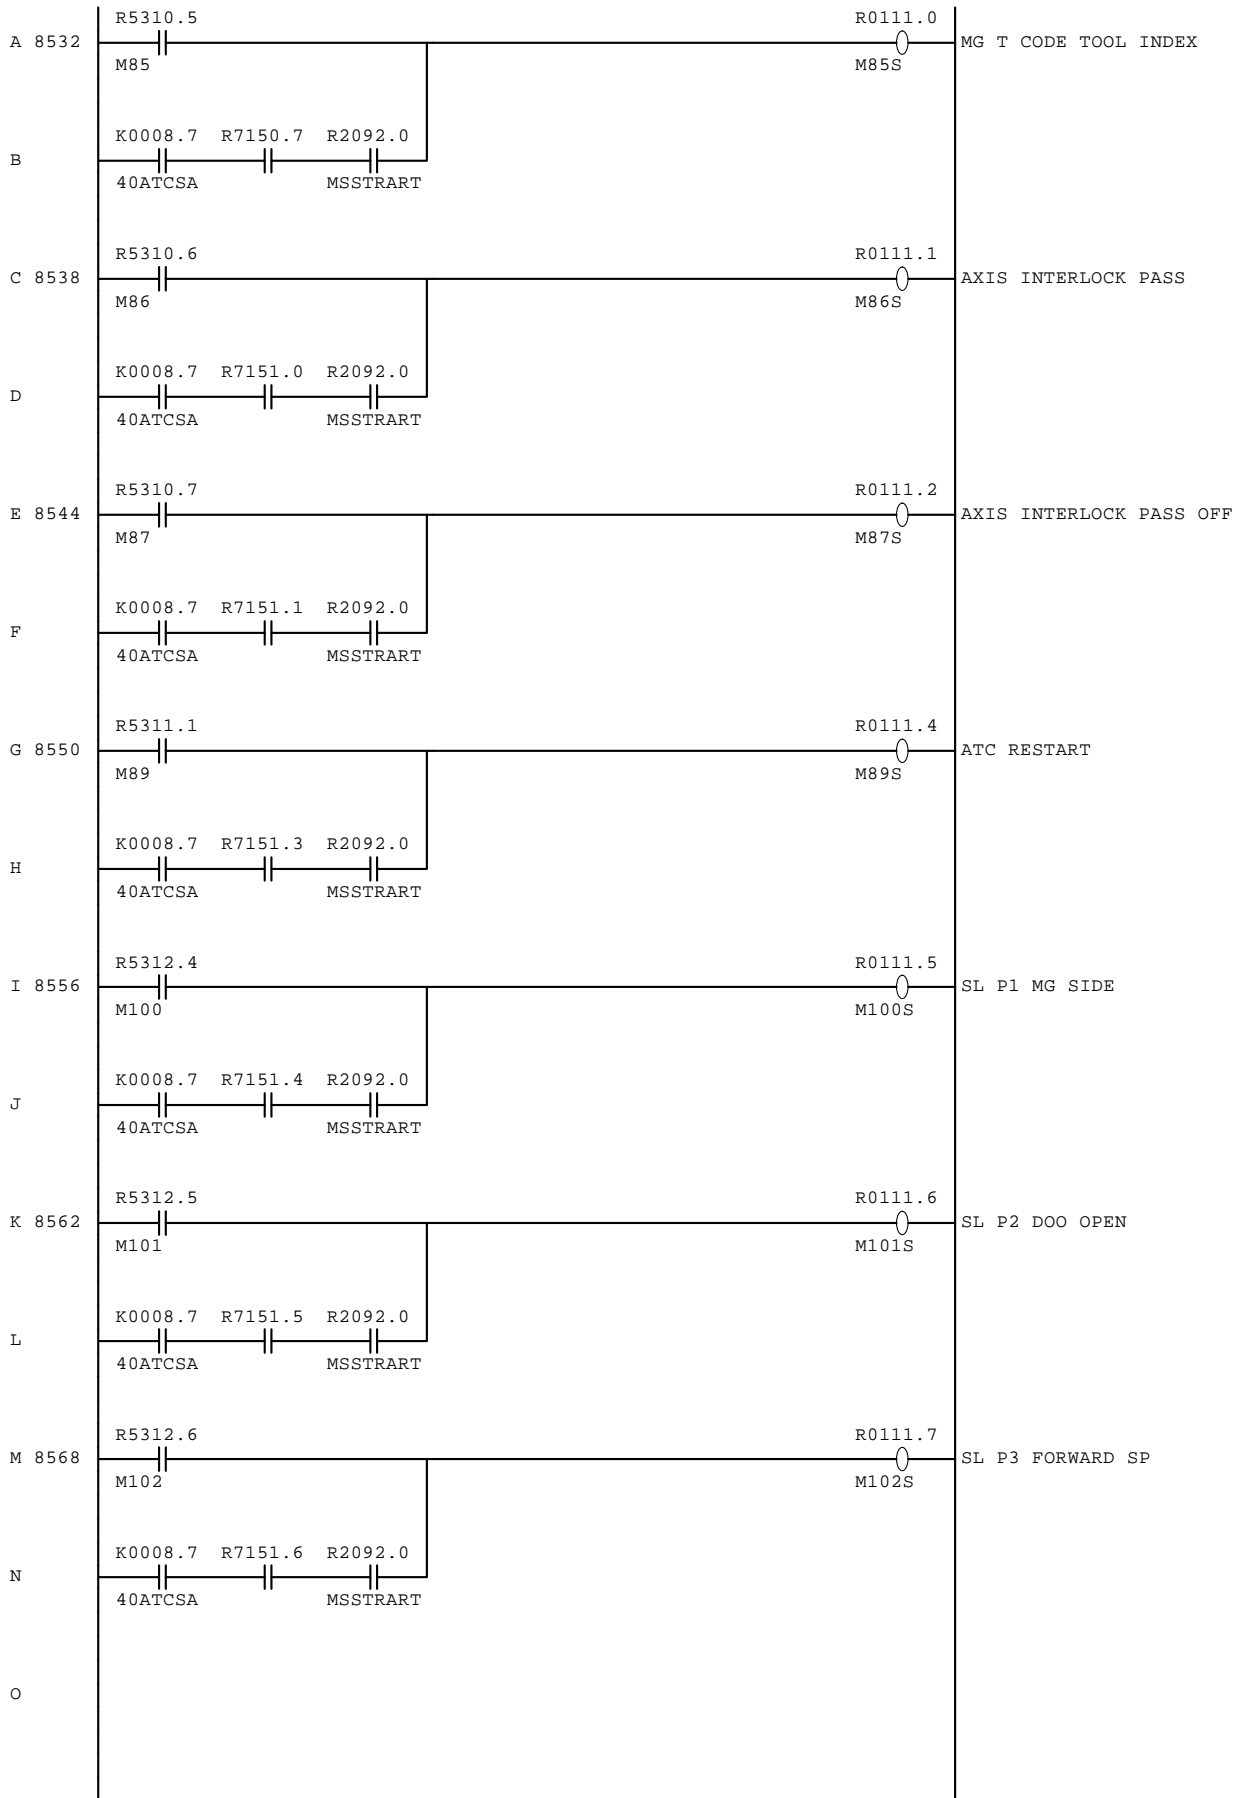 R5310.5 R0111.0
A 8532 MG T CODE TOOL INDEX
M85 M85S
K0008.7 R7150.7 R2092.0
B
40ATCSA MSSTRART
R5310.6 R0111.1
C 8538 AXIS INTERLOCK PASS
M86 M86S
K0008.7 R7151.0 R2092.0
D
40ATCSA MSSTRART
R5310.7 R0111.2
E 8544 AXIS INTERLOCK PASS OFF
M87 M87S
K0008.7 R7151.1 R2092.0
F
40ATCSA MSSTRART
R5311.1 R0111.4
G 8550 ATC RESTART
M89 M89S
K0008.7 R7151.3 R2092.0
H
40ATCSA MSSTRART
R5312.4 R0111.5
I 8556 SL P1 MG SIDE
M100 M100S
K0008.7 R7151.4 R2092.0
J
40ATCSA MSSTRART
R5312.5 R0111.6
K 8562 SL P2 DOO OPEN
M101 M101S
K0008.7 R7151.5 R2092.0
L
40ATCSA MSSTRART
R5312.6 R0111.7
M 8568 SL P3 FORWARD SP
M102 M102S
K0008.7 R7151.6 R2092.0
N
40ATCSA MSSTRART
O